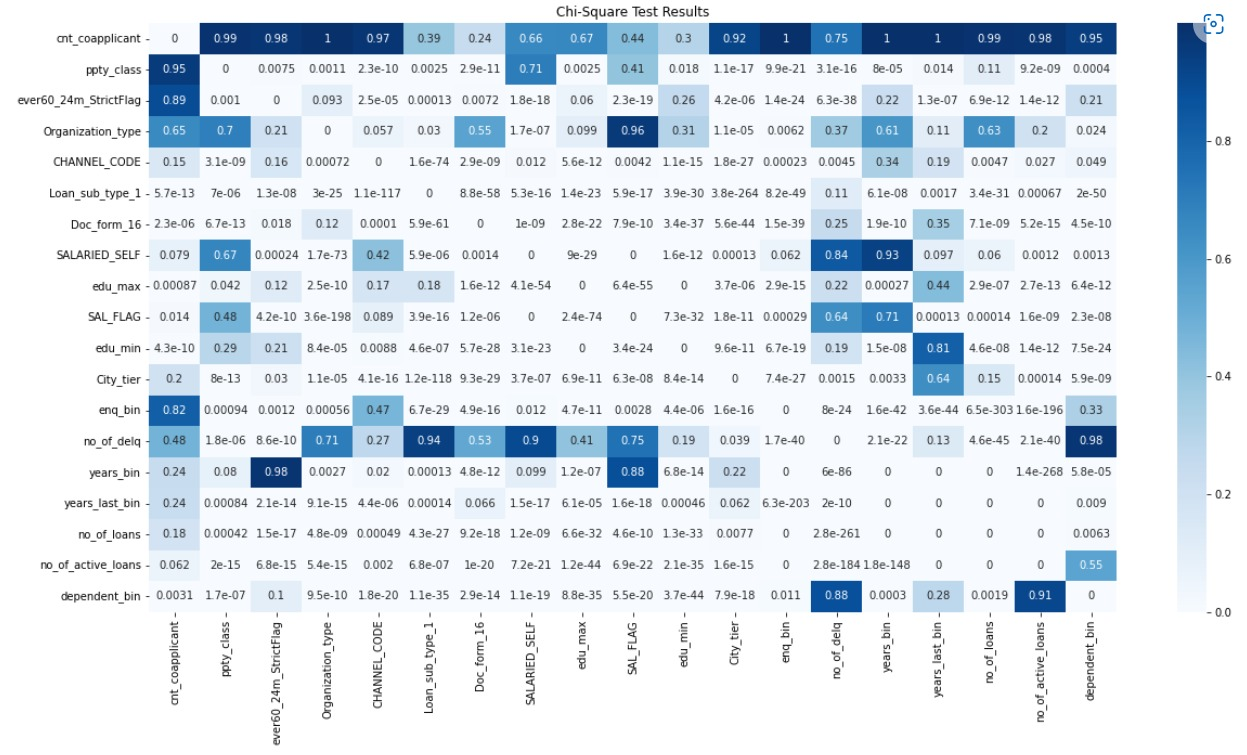 Chi-Square Test Results
cnt_coapplicant 0 0.99 0.98 1 0.97 0.39 0.24 0.66 0.67 0.44 0.3 0.92 1 0.75 1 1 0.99 0.98 0.95
ppty_class 0.95 0 0.0075 0.0011 2.3e-10 0.0025 2.9e-11 0.71 0.0025 0.41 0.018 1.1e-17 9.9e-21 3.1e-16 8e-05 0.014 0.11 9.2e-09 0.0004
ever60_24m_StrictFlag 0.89 0.001 0 0.093 2.5e-05 0.00013 0.0072 1.8e-18 0.06 2.3e-19 0.26 4.2e-06 1.4e-24 6.3e-38 0.22 1.3e-07 6.9e-12 1.4e-12 0.21
Organization_type 0.65 0.7 0.21 0 0.057 0.03 0.55 1.7e-07 0.099 0.96 0.31 1.1e-05 0.0062 0.37 0.61 0.11 0.63 0.2 0.024
CHANNEL_CODE 0.15 3.1e-09 0.16 0.00072 0 1.6e-74 2.9e-09 0.012 5.6e-12 0.0042 1.1e-15 1.8e-27 0.00023 0.0045 0.34 0.19 0.0047 0.027 0.049
Loan_sub_type_1 5.7e-13 7e-06 1.3e-08 3e-25 1.1e-117 0 8.8e-58 5.3e-16 1.4e-23 5.9e-17 3.9e-30 3.8e-264 8.2e-49 0.11 6.1e-08 0.0017 3.4e-31 0.00067 2e-50
Doc_form_16 2.3e-06 6.7e-13 0.018 0.12 0.0001 5.9e-61 0 1e-09 2.8e-22 7.9e-10 3.4e-37 5.6e-44 1.5e-39 0.25 1.9e-10 0.35 7.1e-09 5.2e-15 4.5e-10
SALARIED_SELF 0.079 0.67 0.00024 1.7e-73 0.42 5.9e-06 0.0014 0 9e-29 0 1.6e-12 0.00013 0.062 0.84 0.93 0.097 0.06 0.0012 0.0013
edu_max 0.00087 0.042 0.12 2.5e-10 0.17 0.18 1.6e-12 4.1e-54 0 6.4e-55 0 3.7e-06 2.9e-15 0.22 0.00027 0.44 2.9e-07 2.7e-13 6.4e-12
SAL_FLAG 0.014 0.48 4.2e-10 3.6e-198 0.089 3.9e-16 1.2e-06 0 2.4e-74 0 7.3e-32 1.8e-11 0.00029 0.64 0.71 0.00013 0.00014 1.6e-09 2.3e-08
edu_min 4.3e-10 0.29 0.21 8.4e-05 0.0088 4.6e-07 5.7e-28 3.1e-23 0 3.4e-24 0 9.6e-11 6.7e-19 0.19 1.5e-08 0.81 4.6e-08 1.4e-12 7.5e-24
City_tier 0.2 8e-13 0.03 1.1e-05 4.1e-16 1.2e-118 9.3e-29 3.7e-07 6.9e-11 6.3e-08 8.4e-14 0 7.4e-27 0.0015 0.0033 0.64 0.15 0.00014 5.9e-09
enq_bin 0.82 0.00094 0.0012 0.00056 0.47 6.7e-29 4.9e-16 0.012 4.7e-11 0.0028 4.4e-06 1.6e-16 0 8e-24 1.6e-42 3.6e-44 6.5e-303 1.6e-196 0.33
no_of_delq 0.48 1.8e-06 8.6e-10 0.71 0.27 0.94 0.53 0.9 0.41 0.75 0.19 0.039 1.7e-40 0 2.1e-22 0.13 4.6e-45 2.1e-40 0.98
years_bin 0.24 0.08 0.98 0.0027 0.02 0.00013 4.8e-12 0.099 1.2e-07 0.88 6.8e-14 0.22 0 6e-86 0 0 0 1.4e-268 5.8e-05
years_last_bin 0.24 0.00084 2.1e-14 9.1e-15 4.4e-06 0.00014 0.066 1.5e-17 6.1e-05 1.6e-18 0.00046 0.062 6.3e-203 2e-10 0 0 0 0 0.009
no_of_loans 0.18 0.00042 1.5e-17 4.8e-09 0.00049 4.3e-27 9.2e-18 1.2e-09 6.6e-32 4.6e-10 1.3e-33 0.0077 0 2.8e-261 0 0 0 0 0.0063
no_of_active_loans 0.062 2e-15 6.8e-15 5.4e-15 0.002 1.6e-23 1e-20 7.2e-21 1.2e-44 6.9e-22 2.1e-35 1.6e-15 0 2.8e-184 1.8e-148 0 0 0 0.55
dependent_bin 0.0031 1.7e-07 0.1 9.5e-10 1.8e-20 1.1e-35 2.9e-14 1.1e-19 8.8e-35 5.5e-20 3.7e-44 7.9e-18 0.011 0.88 0.0003 0.28 0.0019 0.91 0
cnt_coapplicant
ppty_class
ever60_24m_StrictFlag
Organization_type
CHANNEL_CODE
Loan_sub_type_1
Doc_form_16
SALARIED_SELF
edu_max
SAL_FLAG
edu_min
City_tier
enq_bin
no_of_delq
years_bin
years_last_bin
no_of_loans
no_of_active_loans
dependent_bin
0.8
0.6
0.4
0.2
0.0